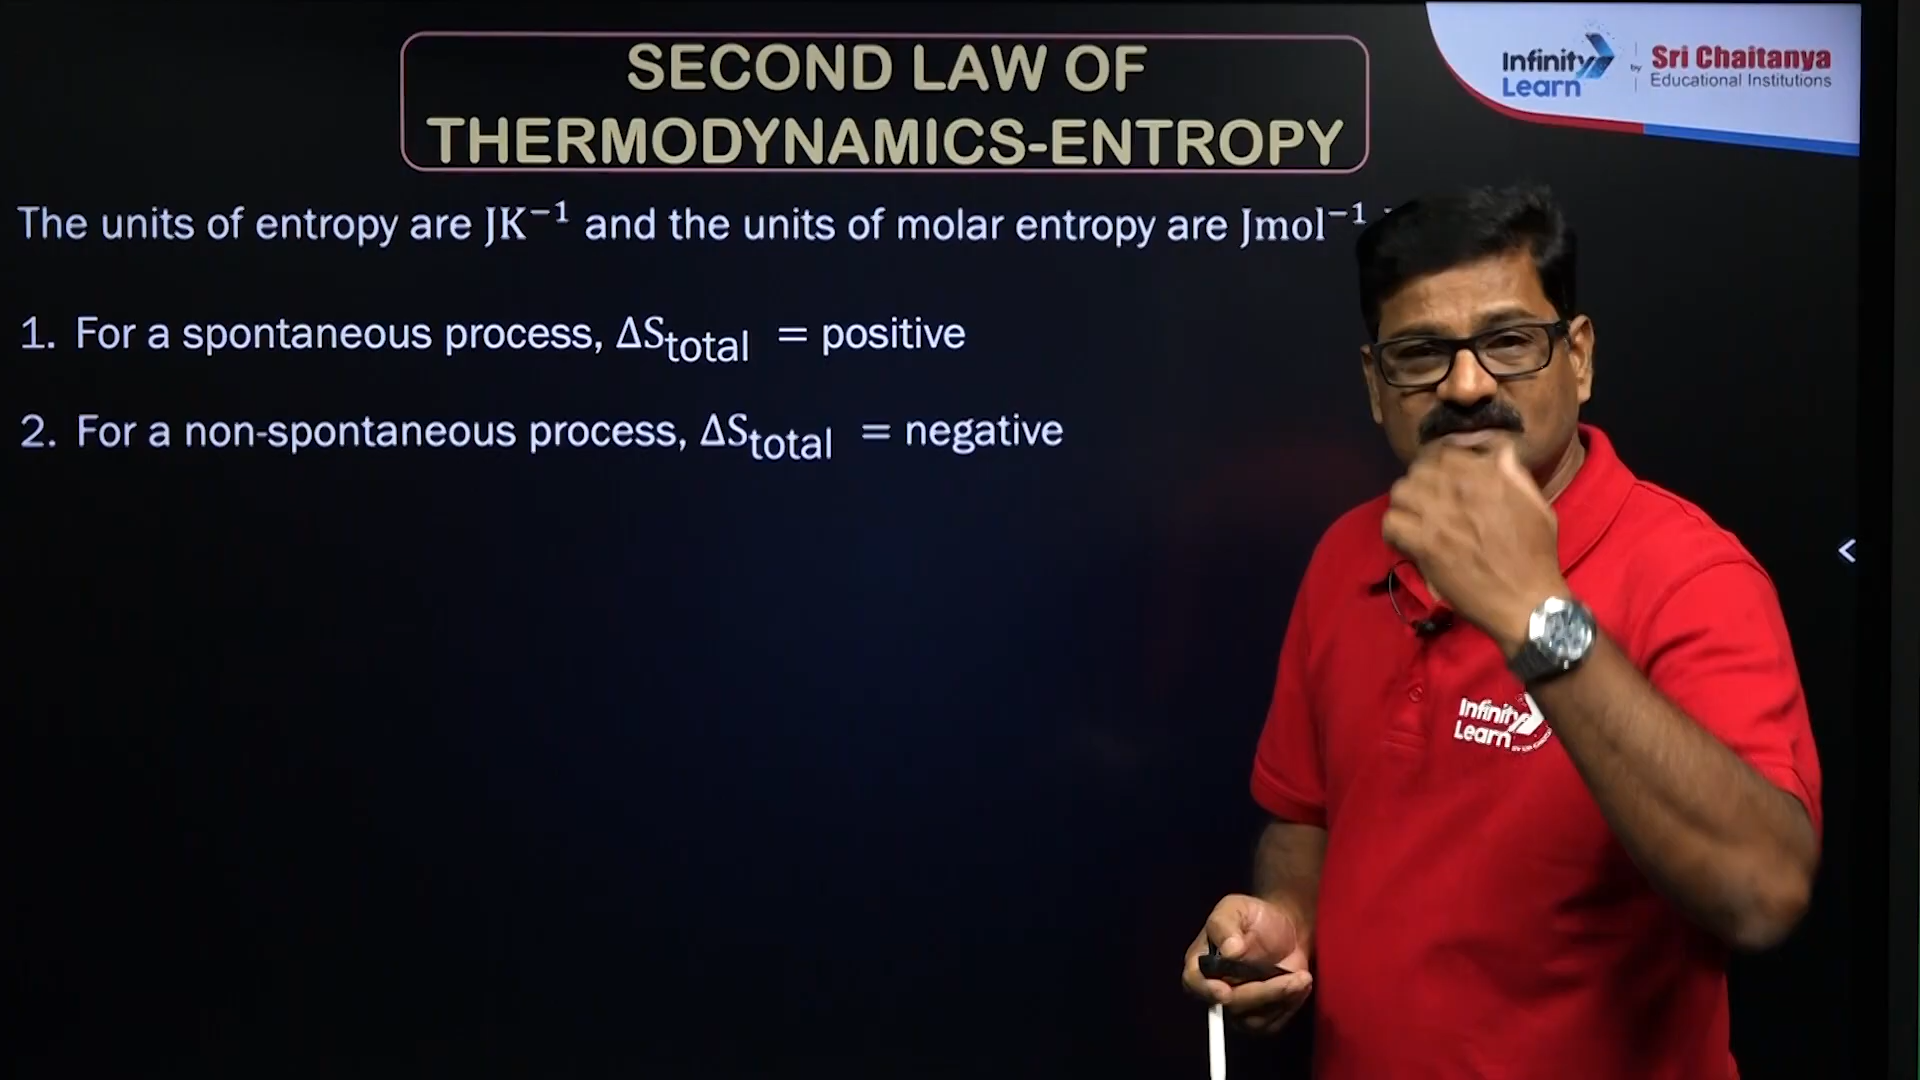 SECOND LAW OF
THERMODYNAMICS-ENTROPY
Infinity Learn by Sri Chaitanya Educational Institutions
The units of entropy are JK⁻¹ and the units of molar entropy are Jmol⁻¹
1. For a spontaneous process, ΔS_total = positive
2. For a non-spontaneous process, ΔS_total = negative
<
Infinity
Learn